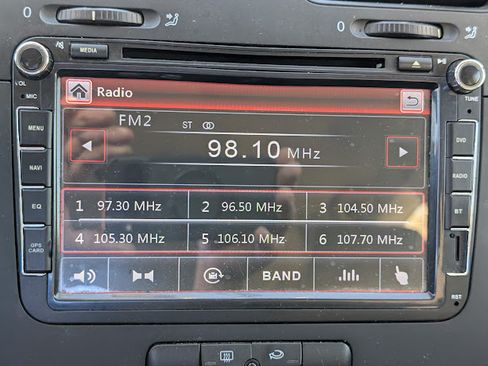 0
0
MEDIA
VOL
MIC
TUNE
Radio
FM2
ST
98.10 MHz
MENU
DVD
NAVI
RADIO
EQ
BT
GPS
CARD
1 97.30 MHz 2 96.50 MHz 3 104.50 MHz
4 105.30 MHz 5 106.10 MHz 6 107.70 MHz
BAND
RST